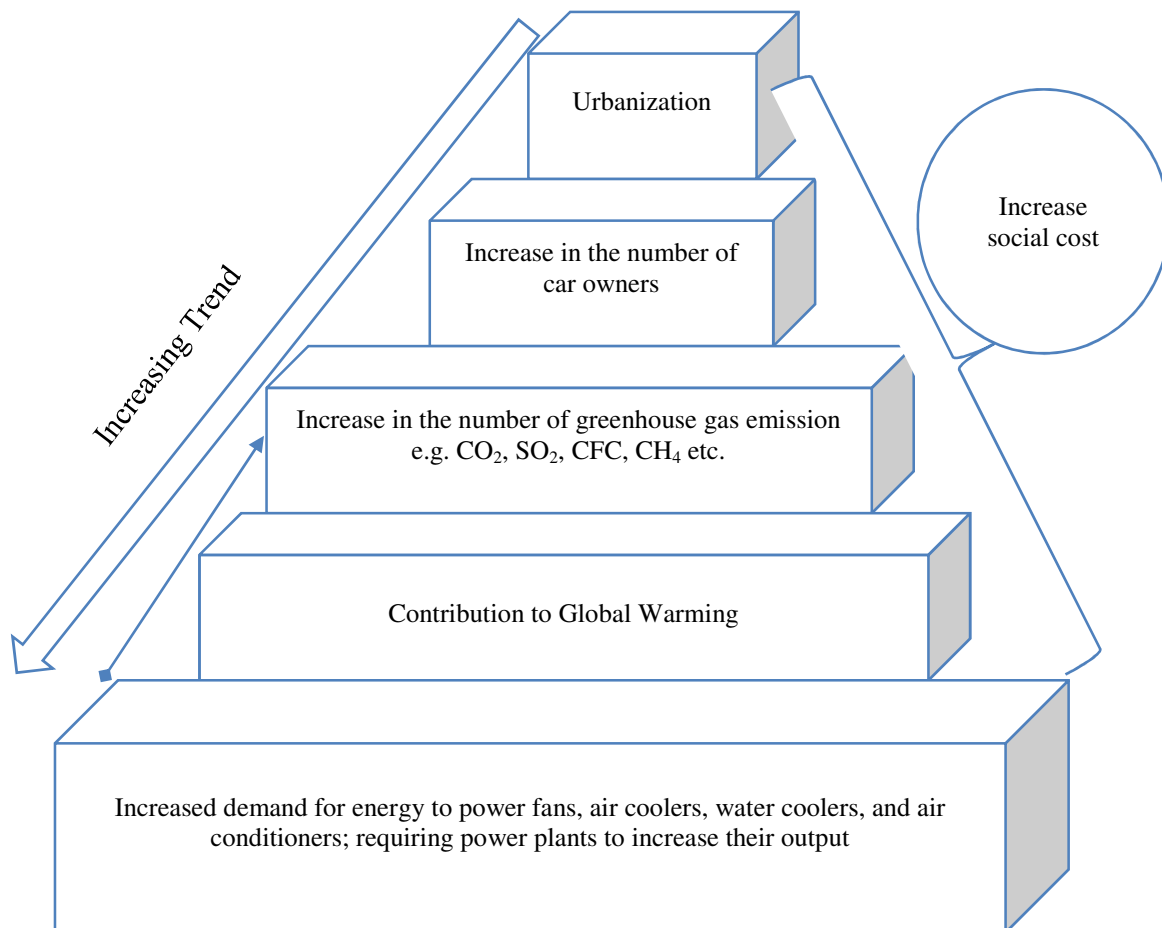 Urbanization
Increase in the number of
car owners
Increase
social cost
Increasing Trend
Increase in the number of greenhouse gas emission
e.g. CO₂, SO₂, CFC, CH₄ etc.
Contribution to Global Warming
Increased demand for energy to power fans, air coolers, water coolers, and air
conditioners; requiring power plants to increase their output